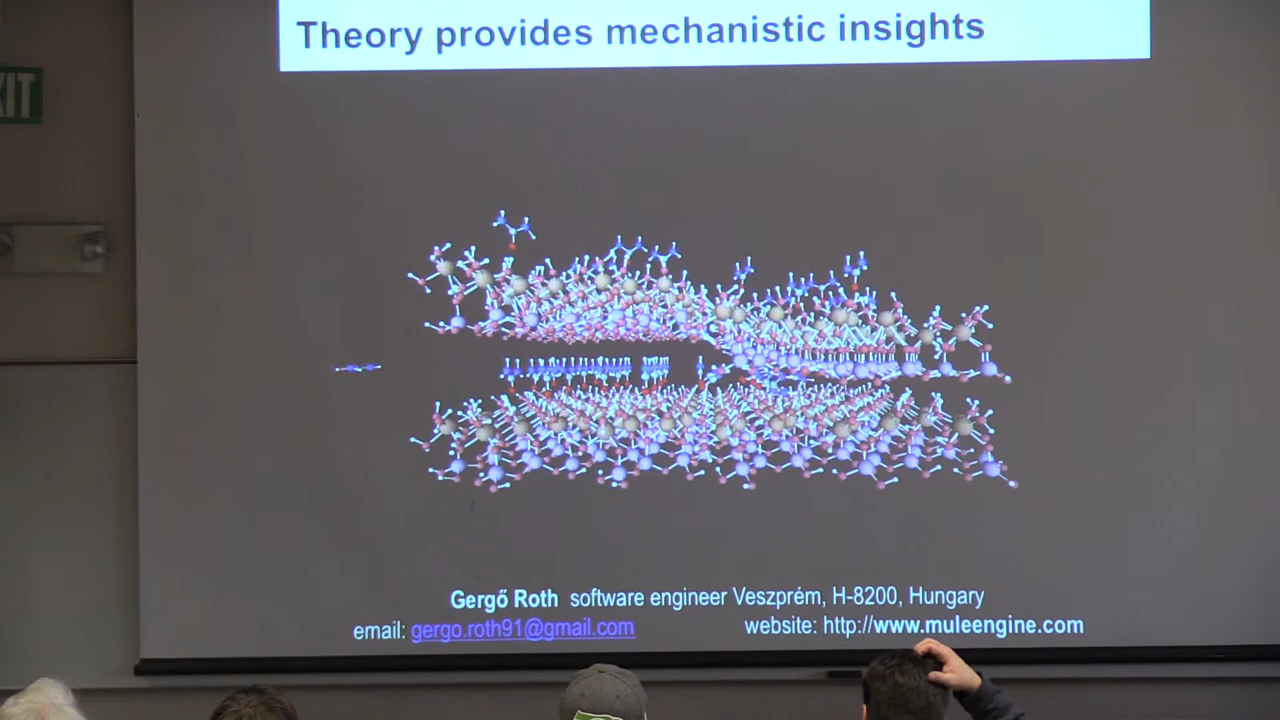 Theory provides mechanistic insights
XIT
Gergő Roth software engineer Veszprém, H-8200, Hungary
email: gergo.roth91@gmail.com website: http://www.muleengine.com